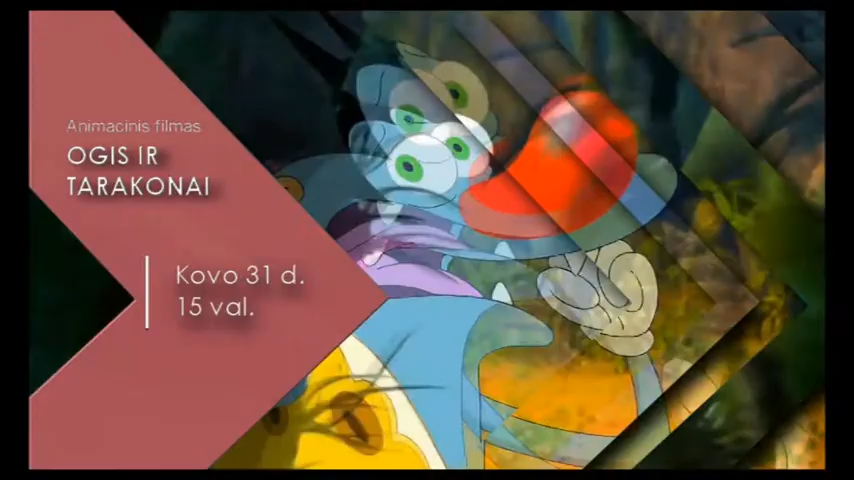 Animacinis filmas
OGIS IR
TARAKONAI
Kovo 31 d.
15 val.